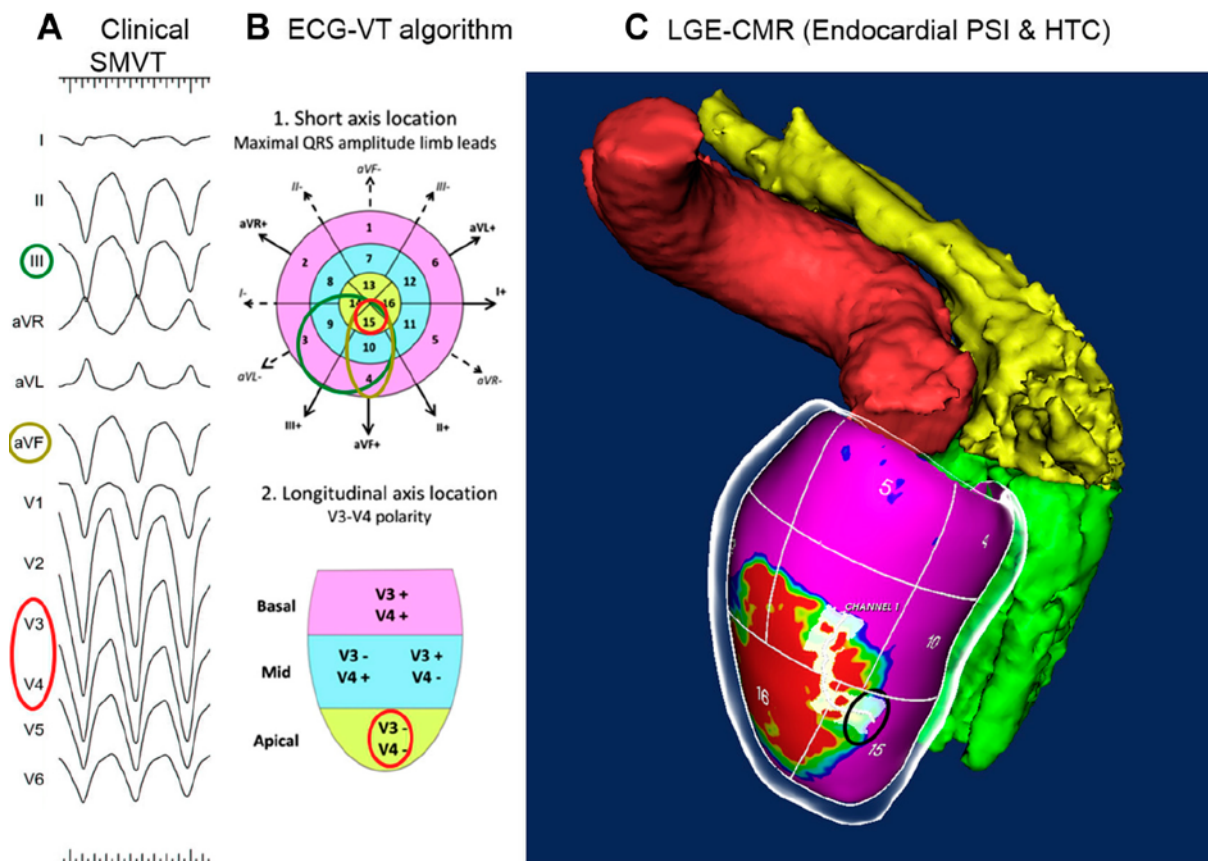 A Clinical SMVT
I
II
III
aVR
aVL
aVF
V1
V2
V3
V4
V5
V6
B ECG-VT algorithm
1. Short axis location
Maximal QRS amplitude limb leads
aVF-
II-
III-
aVR+
aVL+
1
2
7
6
8
13
12
I-
14
16
I+
9
15
11
3
10
5
4
aVL-
aVR-
III+
II+
aVF+
2. Longitudinal axis location
V3-V4 polarity
Basal
V3 +
V4 +
Mid
V3 - V3 +
V4 + V4 -
Apical
V3 -
V4 -
C LGE-CMR (Endocardial PSI & HTC)
5
4
CHANNEL 1
10
16
15